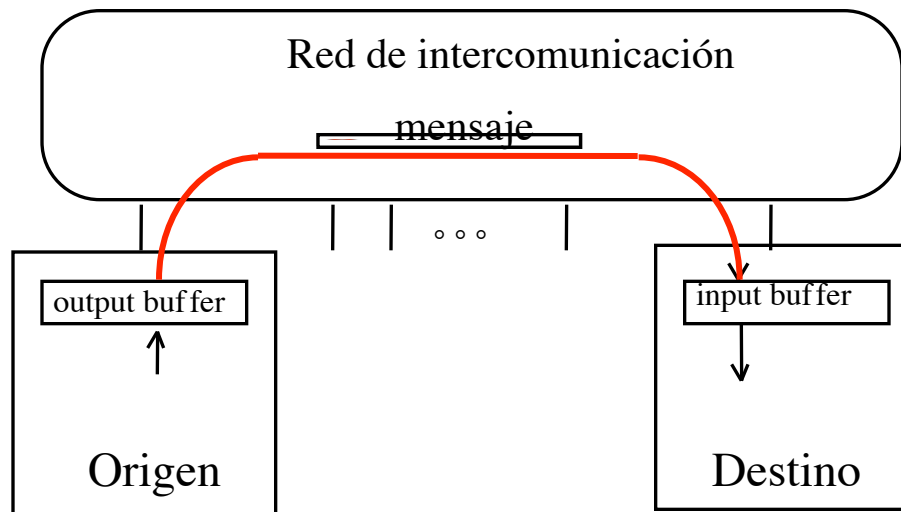 Red de intercomunicación
mensaje
output buffer
input buffer
Origen
Destino